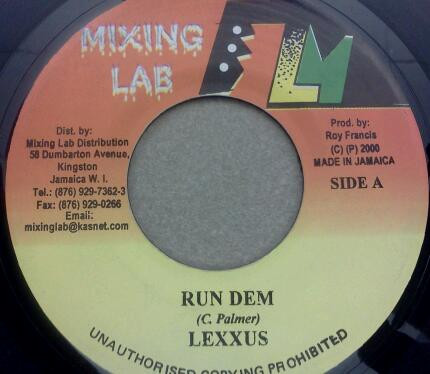 MIXING
LAB
Dist. by:
Mixing Lab Distribution
58 Dumbarton Avenue,
Kingston
Jamaica W. I.
Tel.: (876) 929-7362-3
Fax: (876) 929-0266
Email:
mixinglab@kasnet.com
Prod. by:
Roy Francis
(C) (P) 2000
MADE IN JAMAICA
SIDE A
RUN DEM
(C. Palmer)
LEXXUS
UNAUTHORISED COPYING PROHIBITED